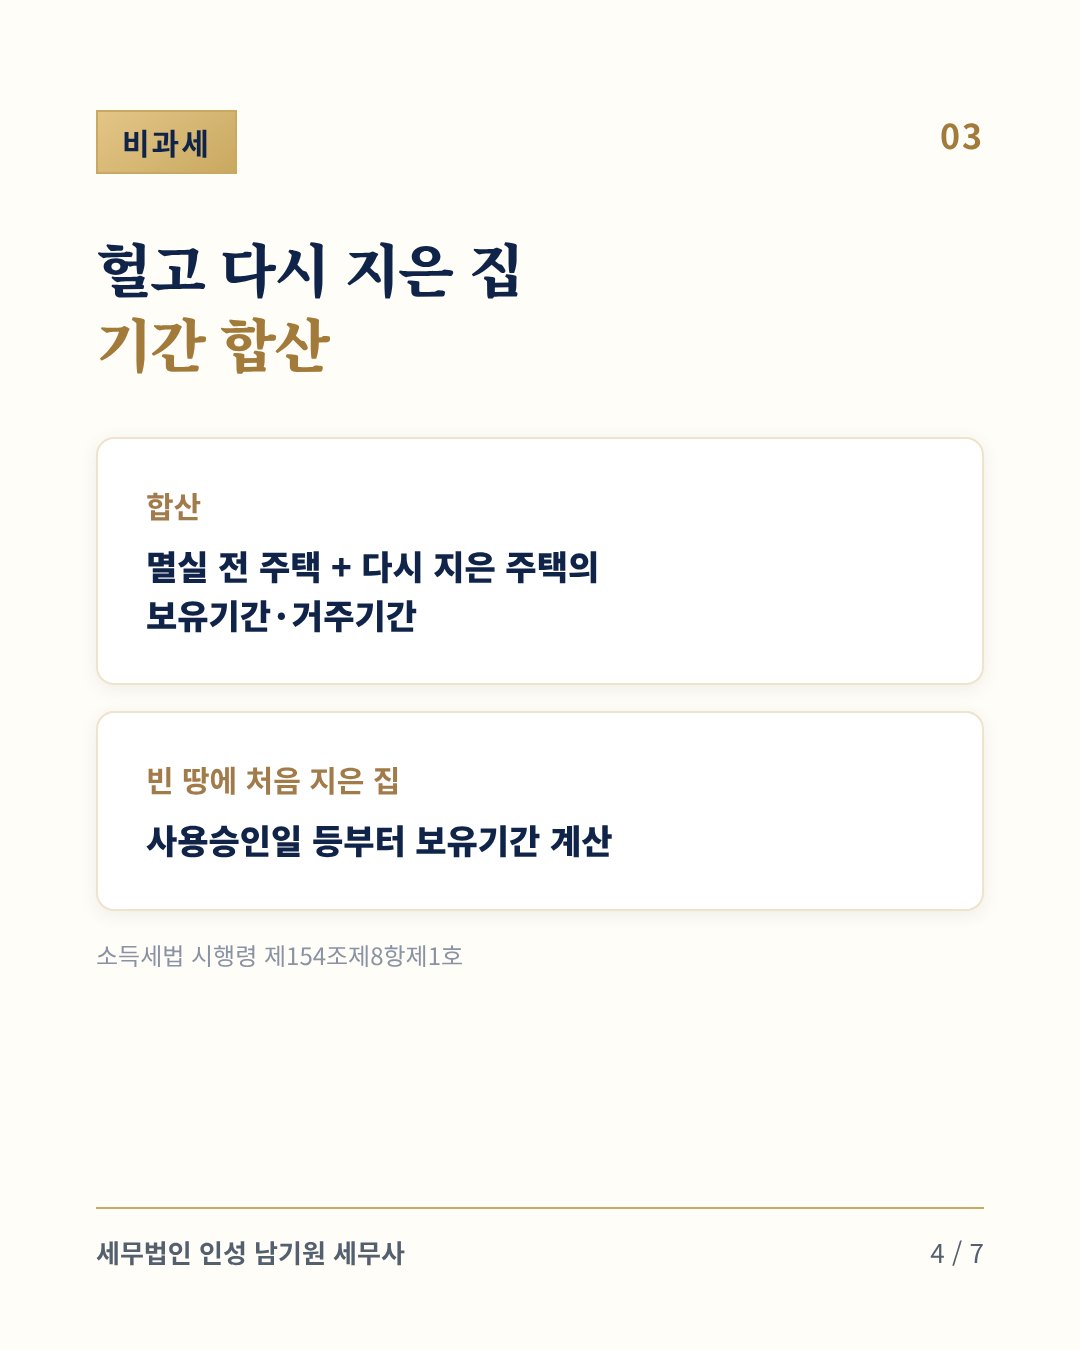 비과세
03
헐고 다시 지은 집
기간 합산
합산
멸실 전 주택 + 다시 지은 주택의
보유기간·거주기간
빈 땅에 처음 지은 집
사용승인일 등부터 보유기간 계산
소득세법 시행령 제154조제8항제1호
세무법인 인성 남기원 세무사
4 / 7